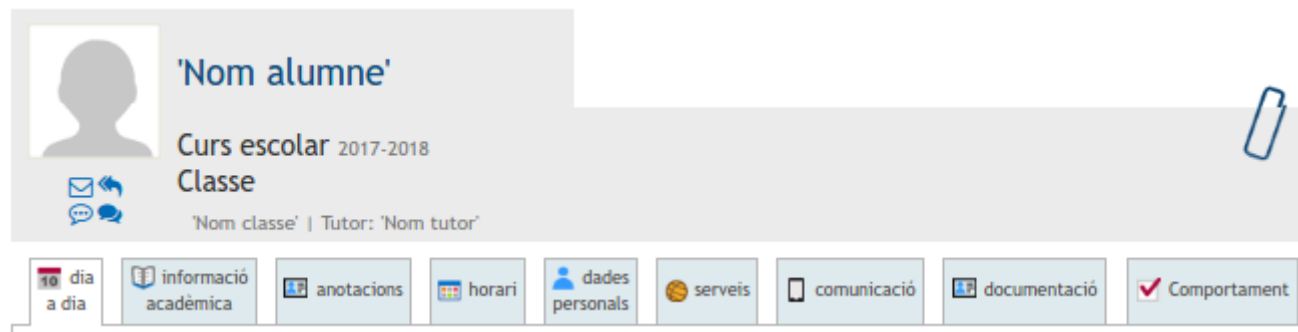 'Nom alumne'
Curs escolar 2017-2018
Classe
'Nom classe' | Tutor: 'Nom tutor'
10 dia
a dia
informació
acadèmica
anotacions
horari
dades
personals
serveis
comunicació
documentació
Comportament